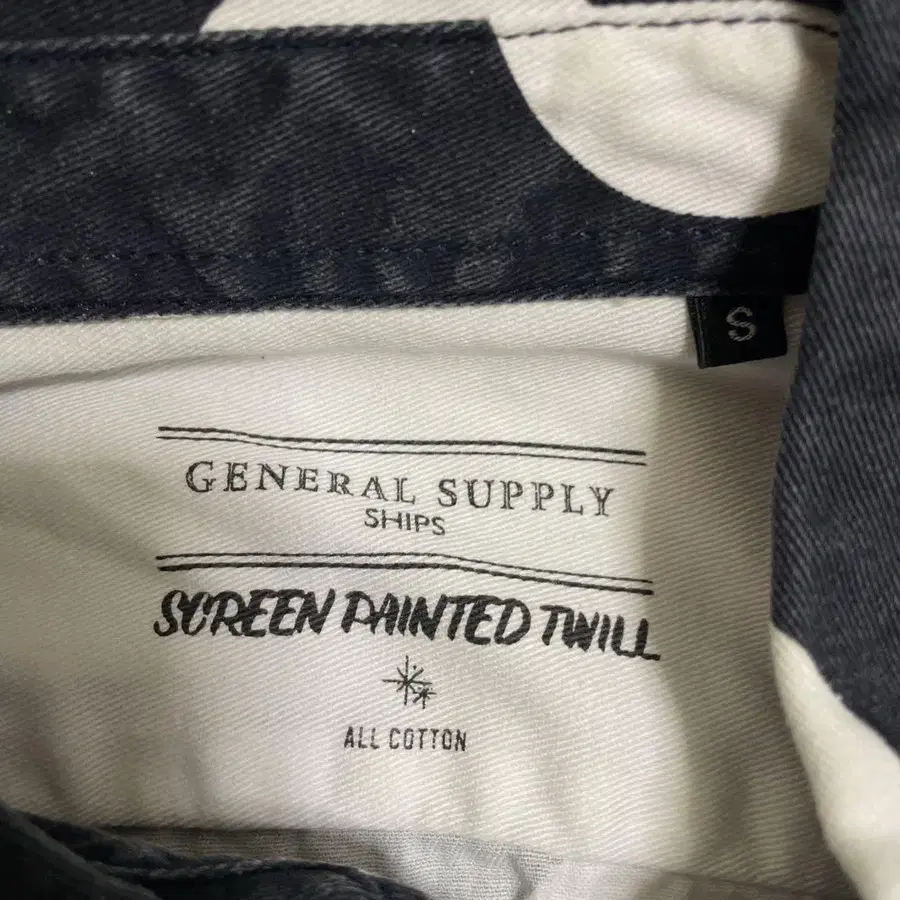 S
GENERAL SUPPLY
SHIPS
SCREEN PAINTED TWILL
ALL COTTON